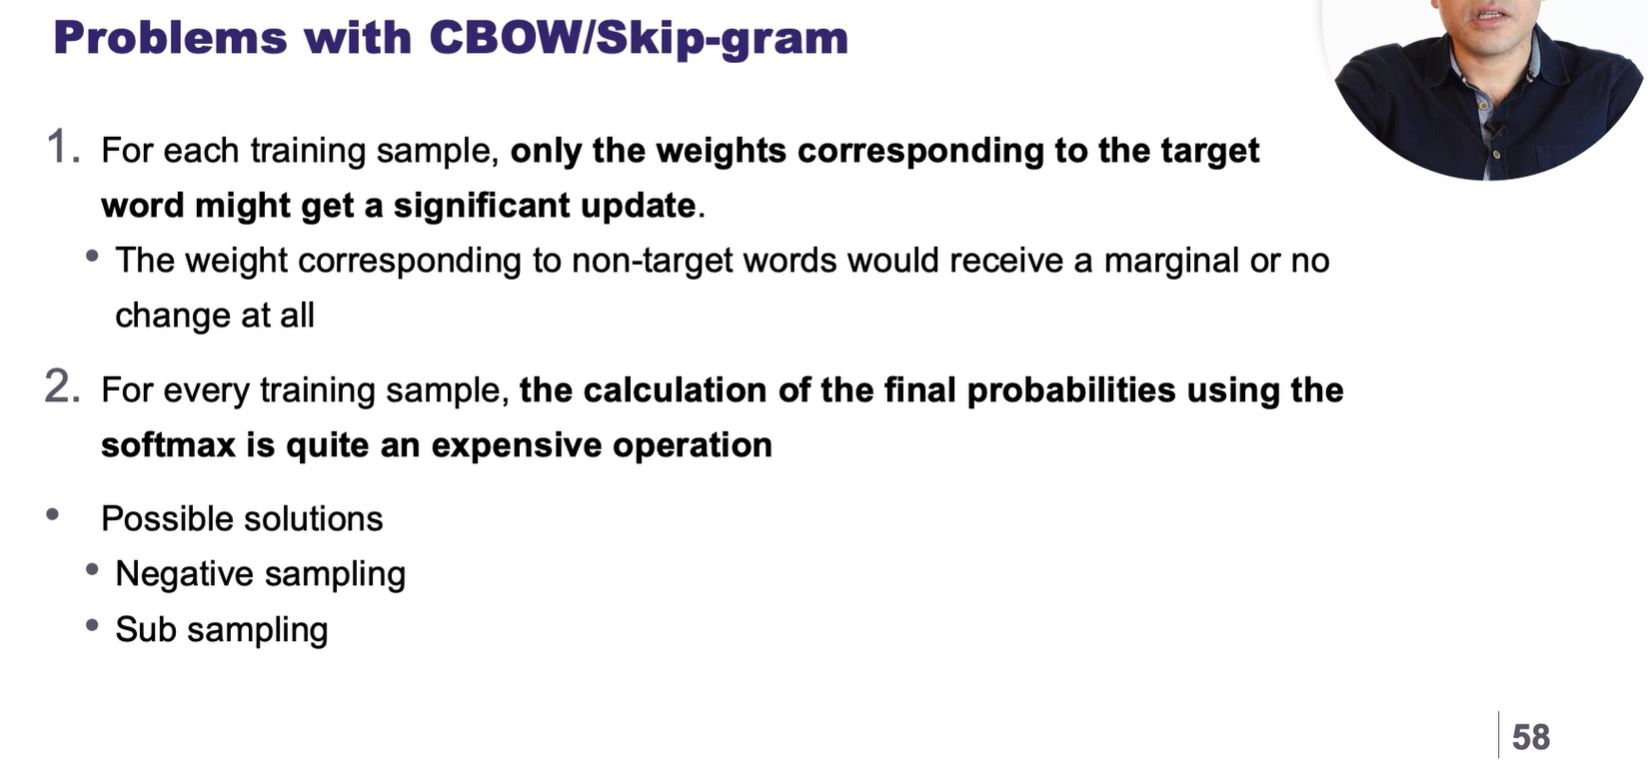 Problems with CBOW/Skip-gram
1. For each training sample, only the weights corresponding to the target
word might get a significant update.
• The weight corresponding to non-target words would receive a marginal or no
change at all
2. For every training sample, the calculation of the final probabilities using the
softmax is quite an expensive operation
• Possible solutions
• Negative sampling
• Sub sampling
58